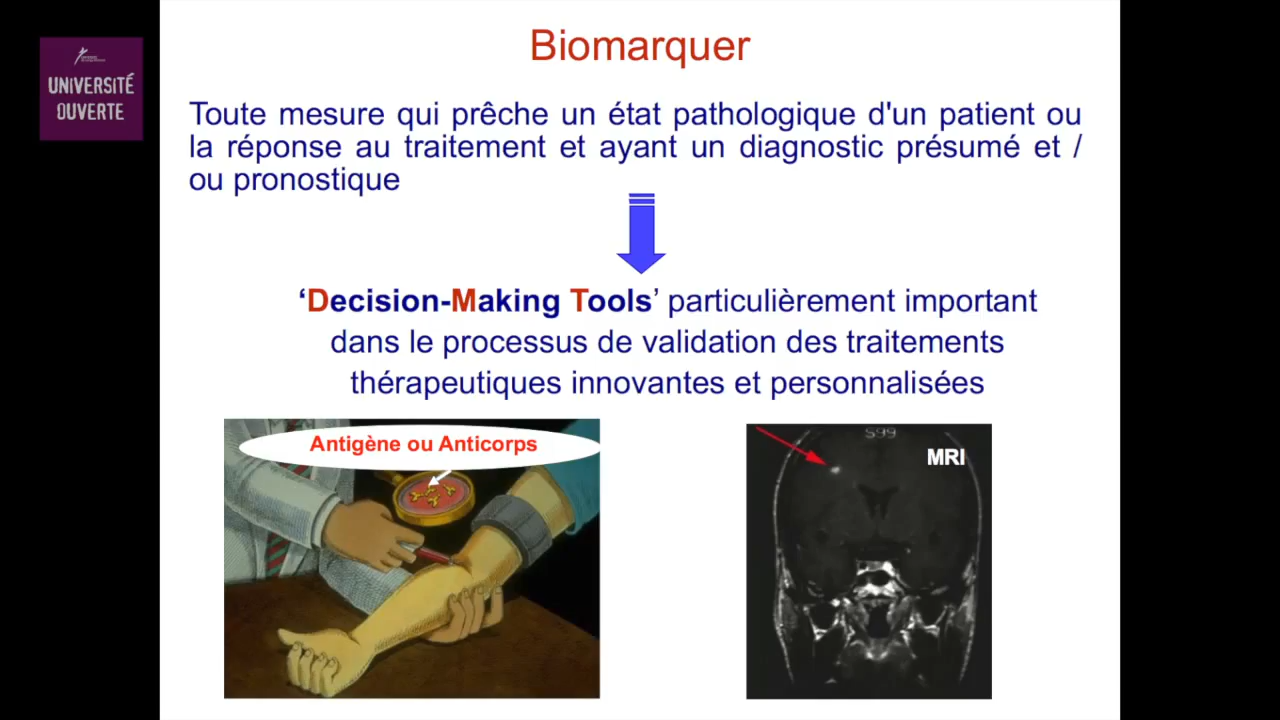 UNIVERSITÉ
OUVERTE
Biomarquer
Toute mesure qui prêche un état pathologique d'un patient ou
la réponse au traitement et ayant un diagnostic présumé et /
ou pronostique
‘Decision-Making Tools’ particulièrement important
dans le processus de validation des traitements
thérapeutiques innovantes et personnalisées
Antigène ou Anticorps
S99
MRI